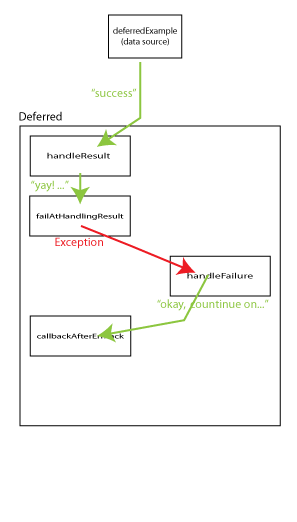 deferredExample
(data source)
"success"
Deferred
handleResult
"yay! ..."
failAtHandlingResult
Exception
handleFailure
"okay, countinue on..."
callbackAfterErrback